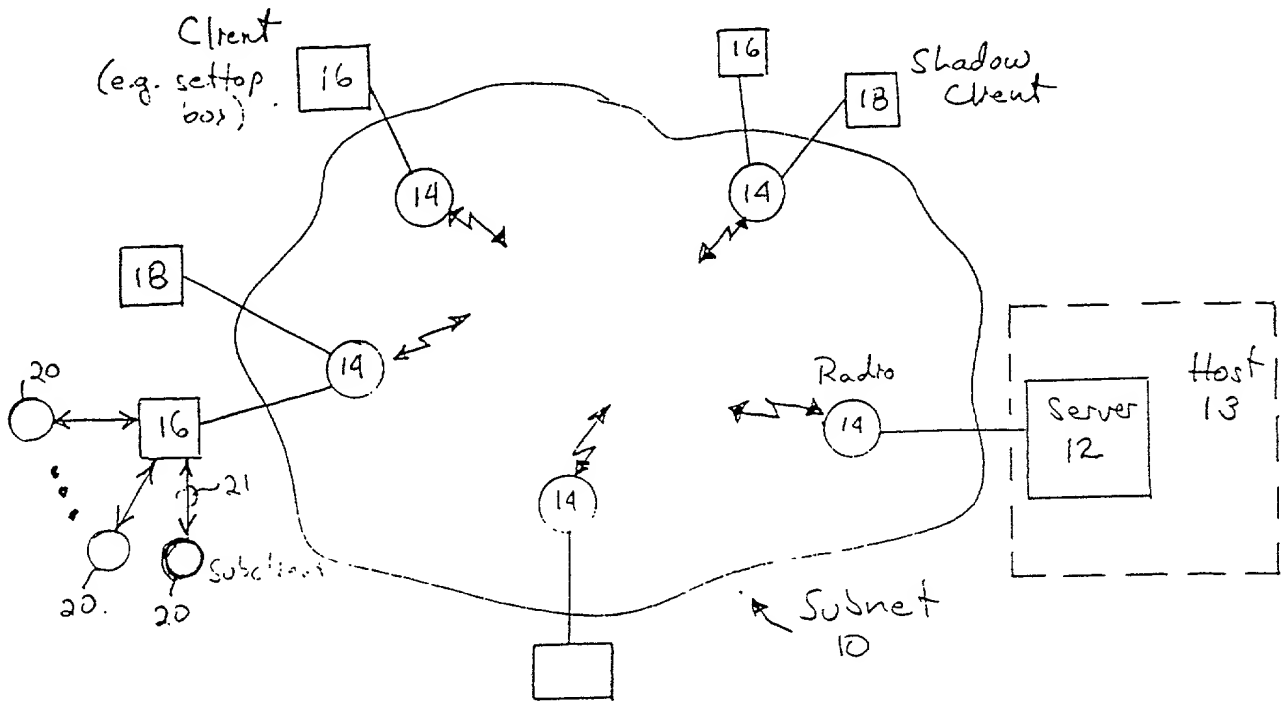 Client
(e.g. settop
box)
16
16
18
Shadow
Client
14
14
18
14
20
16
21
20.
20
Subclient
Radio
14
14
Server
12
Host
13
Subnet
10